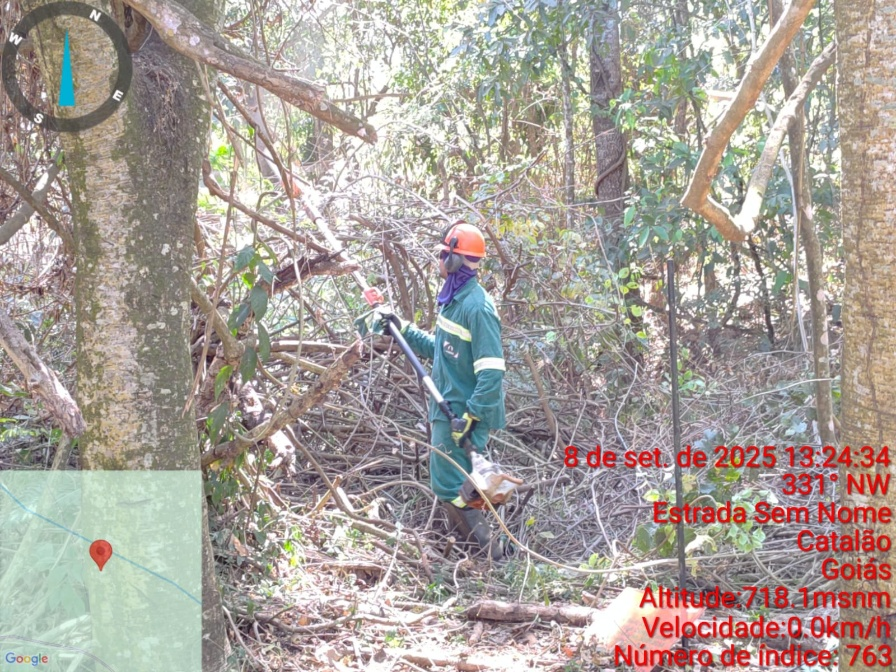 N
W
E
S
8 de set. de 2025 13:24:34
331° NW
Estrada Sem Nome
Catalão
Goiás
Altitude:718.1msnm
Velocidade:0.0km/h
Número de índice: 763
Google